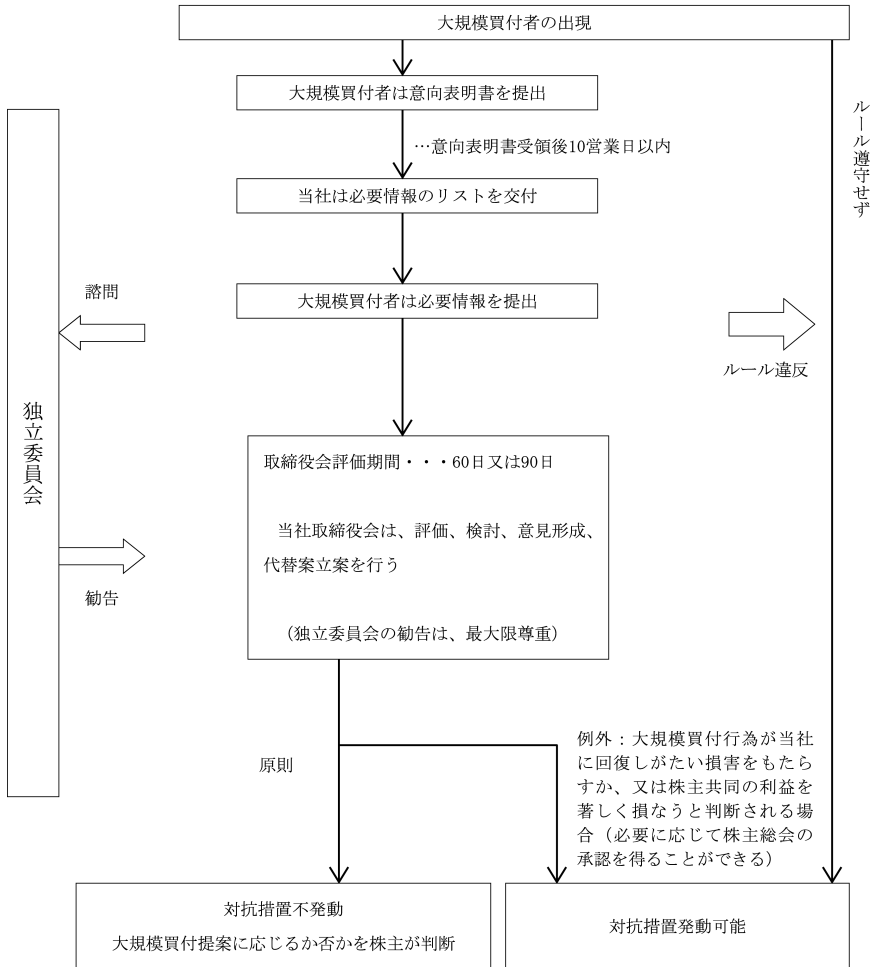 大規模買付者の出現
大規模買付者は意向表明書を提出
…意向表明書受領後10営業日以内
当社は必要情報のリストを交付
大規模買付者は必要情報を提出
ルール遵守せず
諮問
ルール違反
独立委員会
取締役会評価期間・・・60日又は90日
当社取締役会は、評価、検討、意見形成、
代替案立案を行う
（独立委員会の勧告は、最大限尊重）
勧告
原則
例外：大規模買付行為が当社
に回復しがたい損害をもたら
すか、又は株主共同の利益を
著しく損なうと判断される場
合（必要に応じて株主総会の
承認を得ることができる）
対抗措置不発動
大規模買付提案に応じるか否かを株主が判断
対抗措置発動可能